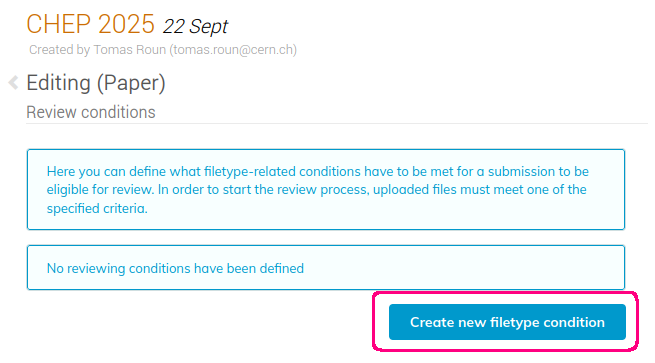 CHEP 2025 22 Sept
Created by Tomas Roun (tomas.roun@cern.ch)
Editing (Paper)
Review conditions
Here you can define what filetype-related conditions have to be met for a submission to be
eligible for review. In order to start the review process, uploaded files must meet one of the
specified criteria.
No reviewing conditions have been defined
Create new filetype condition